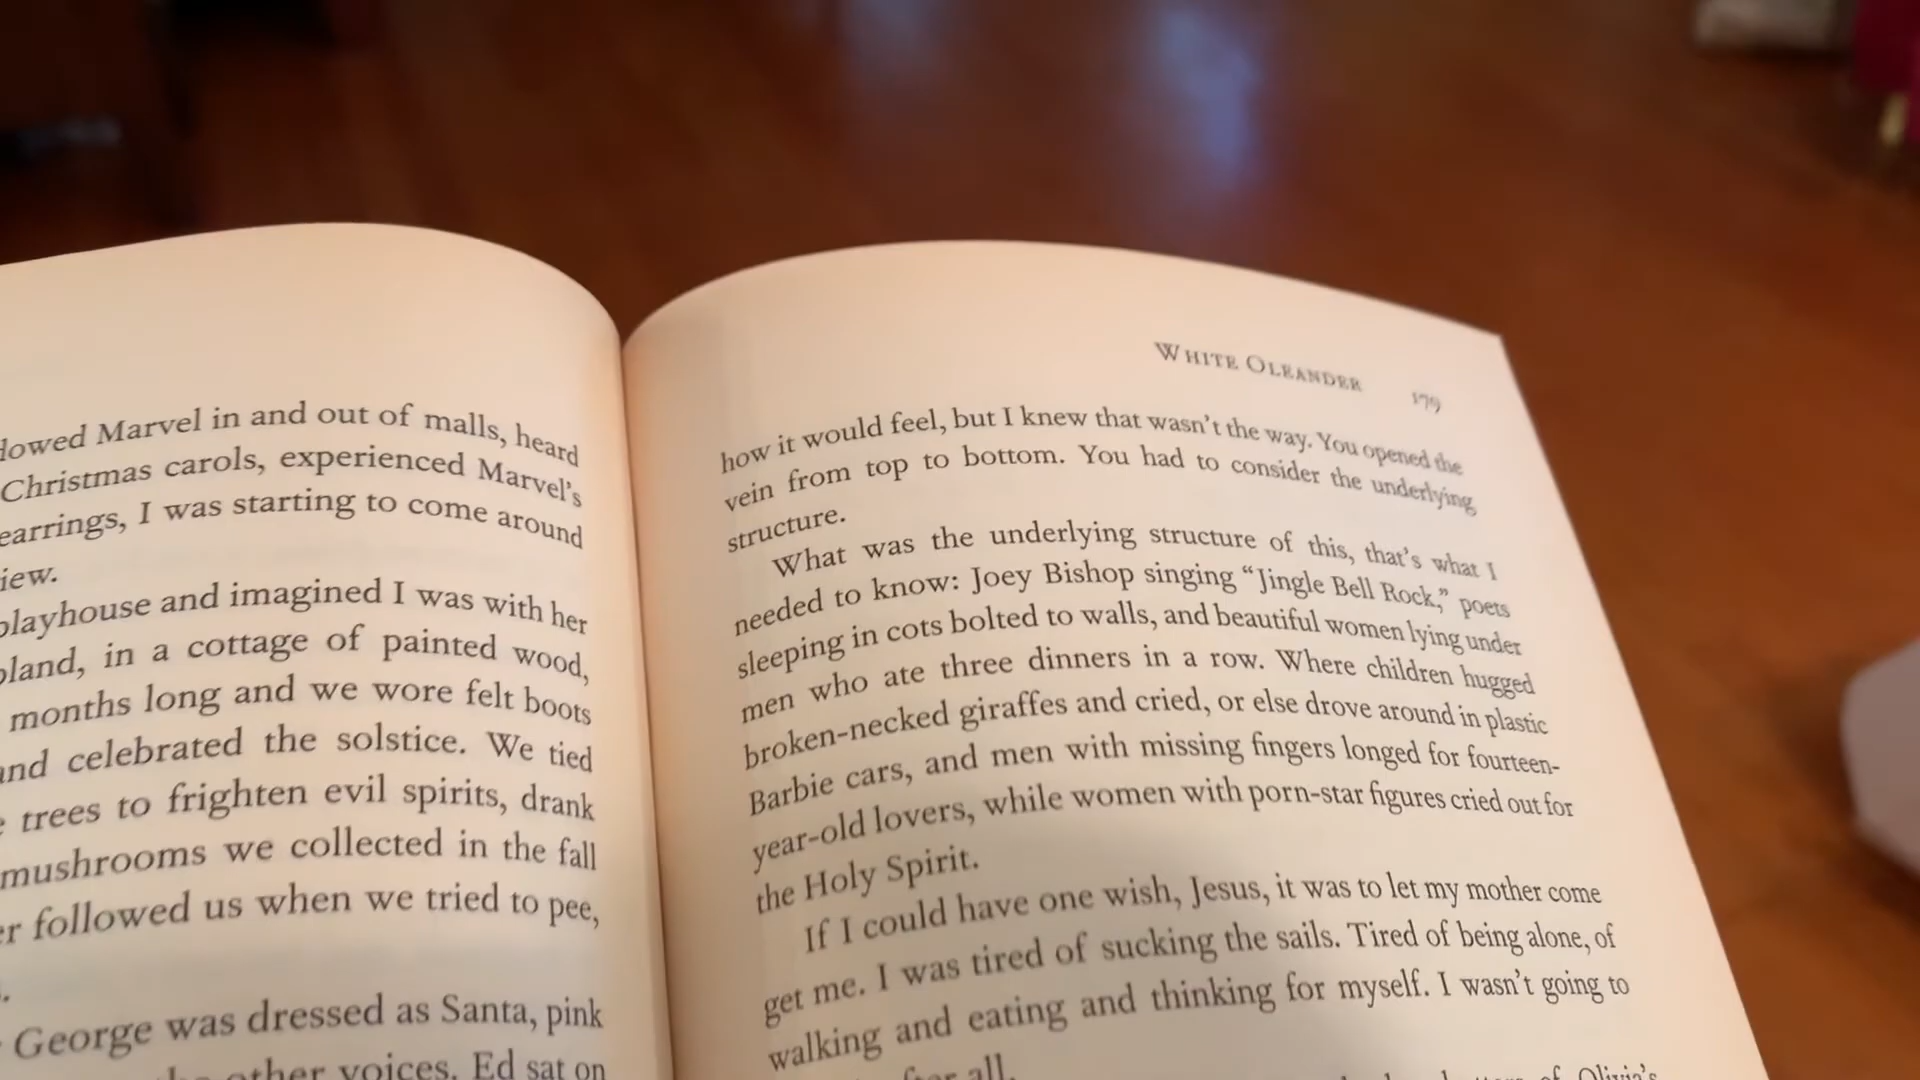 lowed Marvel in and out of malls, heard
Christmas carols, experienced Marvel's
earrings, I was starting to come around
iew.
playhouse and imagined I was with her
land, in a cottage of painted wood,
months long and we wore felt boots
and celebrated the solstice. We tied
trees to frighten evil spirits, drank
mushrooms we collected in the fall
er followed us when we tried to pee,
George was dressed as Santa, pink
other voices. Ed sat on
WHITE OLEANDER 179
how it would feel, but I knew that wasn't the way. You opened the
vein from top to bottom. You had to consider the underlying
structure.
What was the underlying structure of this, that's what I
needed to know: Joey Bishop singing “Jingle Bell Rock,” poets
sleeping in cots bolted to walls, and beautiful women lying under
men who ate three dinners in a row. Where children hugged
broken-necked giraffes and cried, or else drove around in plastic
Barbie cars, and men with missing fingers longed for fourteen-
year-old lovers, while women with porn-star figures cried out for
the Holy Spirit.
If I could have one wish, Jesus, it was to let my mother come
get me. I was tired of sucking the sails. Tired of being alone, of
walking and eating and thinking for myself. I wasn't going to
after all.
of Olivia's